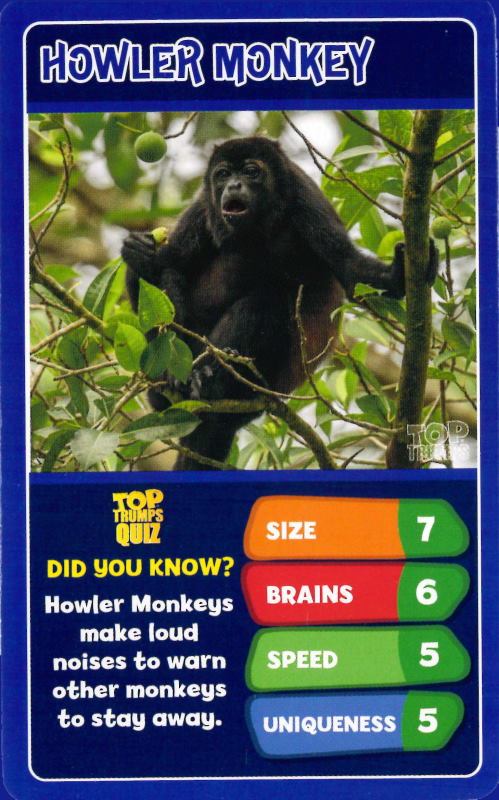 HOWLER MONKEY
TOP
TRUMPS
TOP
TRUMPS
QUIZ
DID YOU KNOW?
Howler Monkeys
make loud
noises to warn
other monkeys
to stay away.
SIZE 7
BRAINS 6
SPEED 5
UNIQUENESS 5